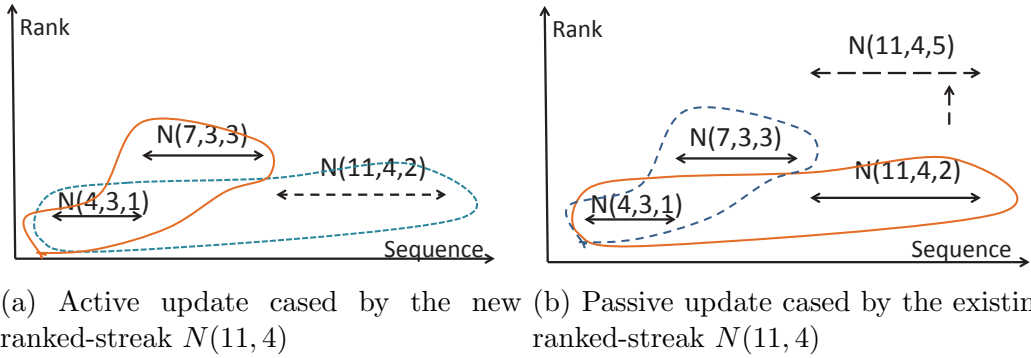 Rank
N(7,3,3)
N(11,4,2)
N(4,3,1)
Sequence
(a) Active update cased by the new
ranked-streak N(11, 4)
Rank
N(11,4,5)
N(7,3,3)
N(11,4,2)
N(4,3,1)
Sequence
(b) Passive update cased by the existin
ranked-streak N(11, 4)